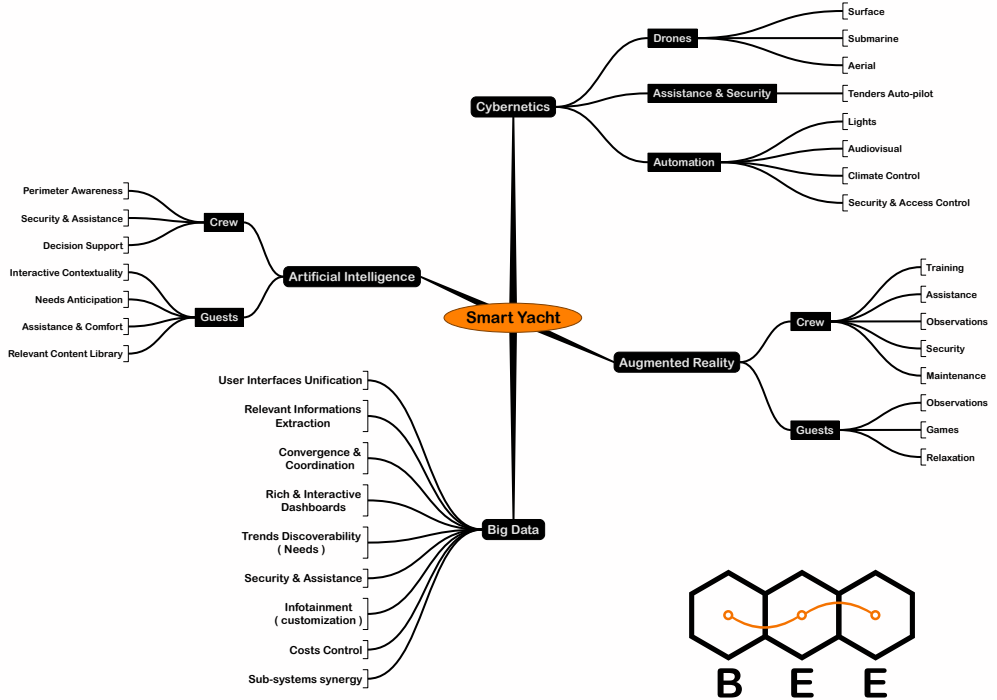 Smart Yacht
Cybernetics
Drones
Surface
Submarine
Aerial
Assistance & Security
Tenders Auto-pilot
Automation
Lights
Audiovisual
Climate Control
Security & Access Control
Artificial Intelligence
Crew
Perimeter Awareness
Security & Assistance
Decision Support
Guests
Interactive Contextuality
Needs Anticipation
Assistance & Comfort
Relevant Content Library
Augmented Reality
Crew
Training
Assistance
Observations
Security
Maintenance
Guests
Observations
Games
Relaxation
Big Data
User Interfaces Unification
Relevant Informations
Extraction
Convergence &
Coordination
Rich & Interactive
Dashboards
Trends Discoverability
( Needs )
Security & Assistance
Infotainment
( customization )
Costs Control
Sub-systems synergy
B E E